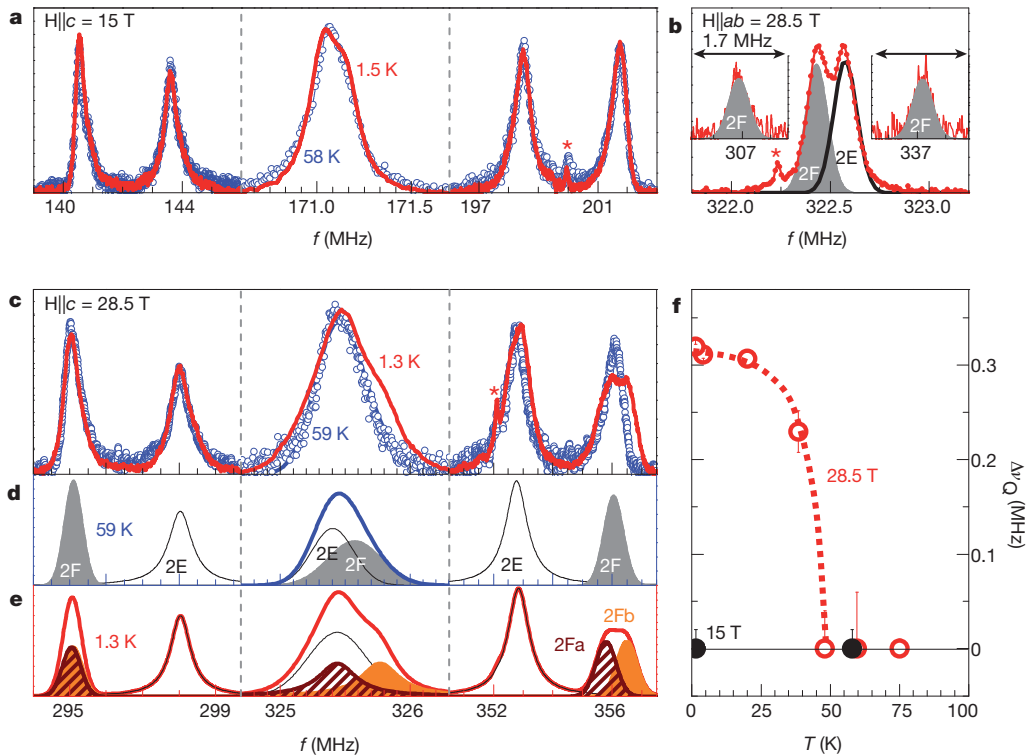 a
H||c = 15 T
1.5 K
58 K
*
140
144
171.0
171.5
197
201
f (MHz)
b
H||ab = 28.5 T
1.7 MHz
2F
307
2F
337
*
2F
2E
322.0
322.5
323.0
f (MHz)
c
H||c = 28.5 T
1.3 K
59 K
*
d
59 K
2F
2E
2E
2F
2E
2F
e
1.3 K
2Fa
2Fb
295
299
325
326
352
356
f (MHz)
f
28.5 T
15 T
0.3
0.2
0.1
0
ΔνQ (MHz)
0
25
50
75
100
T (K)